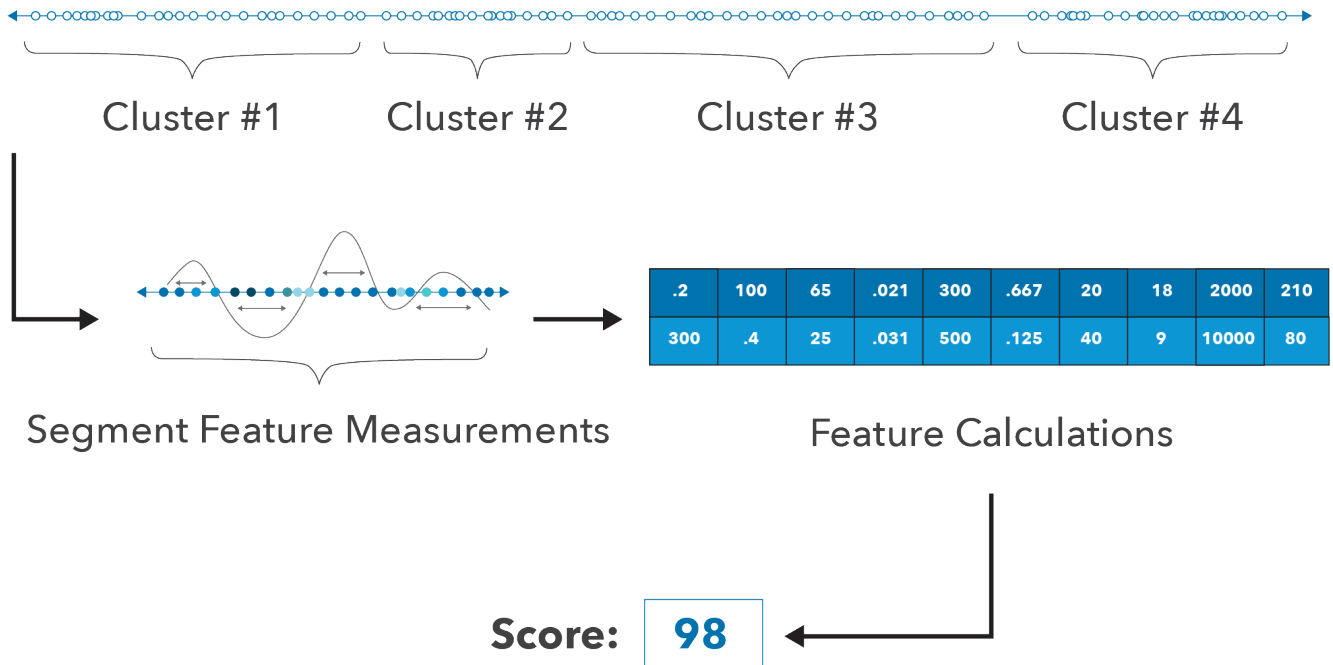 Cluster #1 Cluster #2 Cluster #3 Cluster #4
.2 100 65 .021 300 .667 20 18 2000 210
300 .4 25 .031 500 .125 40 9 10000 80
Segment Feature Measurements
Feature Calculations
Score: 98